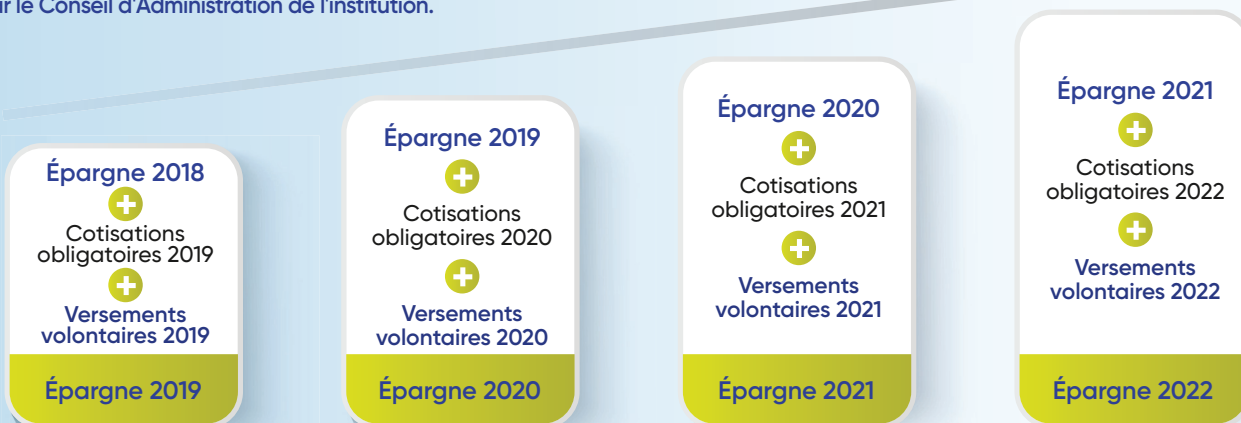 le Conseil d'Administration de l'institution.
Épargne 2018
+
Cotisations
obligatoires 2019
+
Versements
volontaires 2019
Épargne 2019
Épargne 2019
+
Cotisations
obligatoires 2020
+
Versements
volontaires 2020
Épargne 2020
Épargne 2020
+
Cotisations
obligatoires 2021
+
Versements
volontaires 2021
Épargne 2021
Épargne 2021
+
Cotisations
obligatoires 2022
+
Versements
volontaires 2022
Épargne 2022